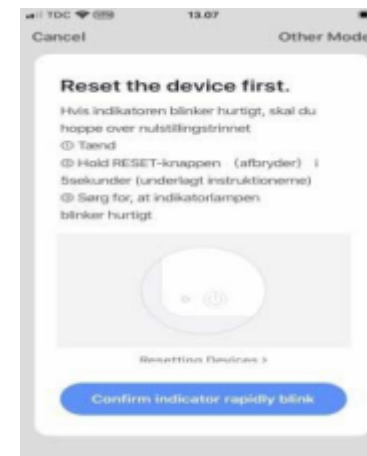 TDC 13.07
Cancel Other Mode
Reset the device first.
Hvis indikatoren blinker hurtigt, skal du
hoppe over nulstillingstrinnet
① Tænd
② Hold RESET-knappen (afbryder) i
5sekunder (underlagt instruktionerne)
③ Sørg for, at indikatorlampen
blinker hurtigt
Resetting Devices >
Confirm indicator rapidly blink